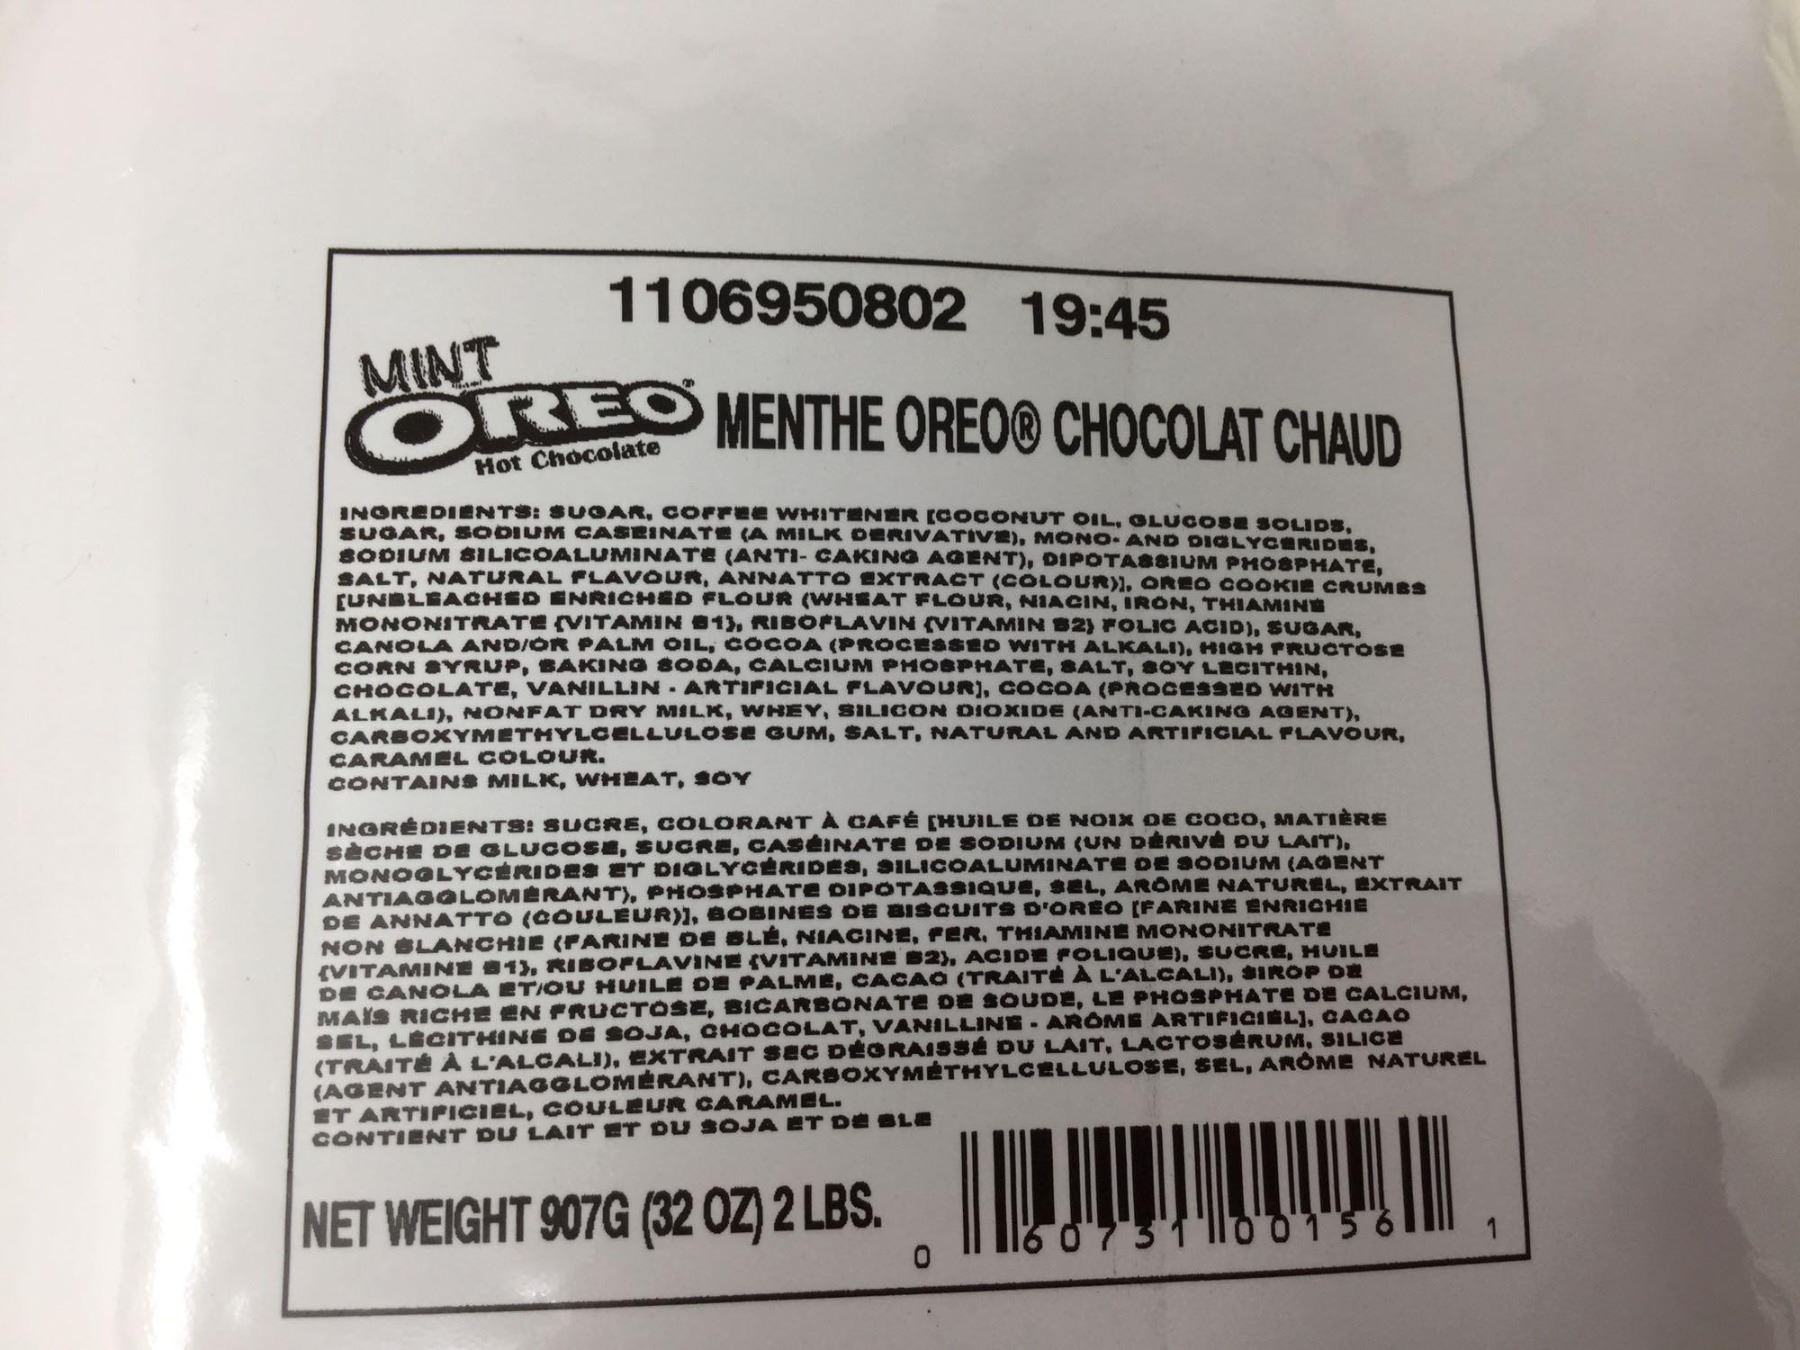 1106950802 19:45
MINT
OREO
Hot Chocolate
MENTHE OREO® CHOCOLAT CHAUD
INGREDIENTS: SUGAR, COFFEE WHITENER [COCONUT OIL, GLUCOSE SOLIDS,
SUGAR, SODIUM CASEINATE (A MILK DERIVATIVE), MONO- AND DIGLYCERIDES,
SODIUM SILICOALUMINATE (ANTI- CAKING AGENT), DIPOTASSIUM PHOSPHATE,
SALT, NATURAL FLAVOUR, ANNATTO EXTRACT (COLOUR)], OREO COOKIE CRUMBS
[UNBLEACHED ENRICHED FLOUR (WHEAT FLOUR, NIACIN, IRON, THIAMINE
MONONITRATE {VITAMIN B1}, RIBOFLAVIN {VITAMIN B2} FOLIC ACID), SUGAR,
CANOLA AND/OR PALM OIL, COCOA (PROCESSED WITH ALKALI), HIGH FRUCTOSE
CORN SYRUP, BAKING SODA, CALCIUM PHOSPHATE, SALT, SOY LECITHIN,
CHOCOLATE, VANILLIN - ARTIFICIAL FLAVOUR], COCOA (PROCESSED WITH
ALKALI), NONFAT DRY MILK, WHEY, SILICON DIOXIDE (ANTI-CAKING AGENT),
CARBOXYMETHYLCELLULOSE GUM, SALT, NATURAL AND ARTIFICIAL FLAVOUR,
CARAMEL COLOUR.
CONTAINS MILK, WHEAT, SOY
INGRÉDIENTS: SUCRE, COLORANT À CAFÉ [HUILE DE NOIX DE COCO, MATIÈRE
SÈCHE DE GLUCOSE, SUCRE, CASÉINATE DE SODIUM (UN DÉRIVÉ DU LAIT),
MONOGLYCÉRIDES ET DIGLYCÉRIDES, SILICOALUMINATE DE SODIUM (AGENT
ANTIAGGLOMÉRANT), PHOSPHATE DIPOTASSIQUE, SEL, ARÔME NATUREL, EXTRAIT
DE ANNATTO (COULEUR)], BOBINES DE BISCUITS D'OREO [FARINE ENRICHIE
NON BLANCHIE (FARINE DE BLÉ, NIACINE, FER, THIAMINE MONONITRATE
{VITAMINE B1}, RIBOFLAVINE {VITAMINE B2}, ACIDE FOLIQUE), SUCRE, HUILE
DE CANOLA ET/OU HUILE DE PALME, CACAO (TRAITÉ À L'ALCALI), SIROP DE
MAÏS RICHE EN FRUCTOSE, BICARBONATE DE SOUDE, LE PHOSPHATE DE CALCIUM,
SEL, LÉCITHINE DE SOJA, CHOCOLAT, VANILLINE - ARÔME ARTIFICIEL], CACAO
(TRAITÉ À L'ALCALI), EXTRAIT SEC DÉGRAISSÉ DU LAIT, LACTOSÉRUM, SILICE
(AGENT ANTIAGGLOMÉRANT), CARBOXYMÉTHYLCELLULOSE, SEL, ARÔME NATUREL
ET ARTIFICIEL, COULEUR CARAMEL.
CONTIENT DU LAIT ET DU SOJA ET DE BLE
NET WEIGHT 907G (32 OZ) 2 LBS.
0 60731 00156 1